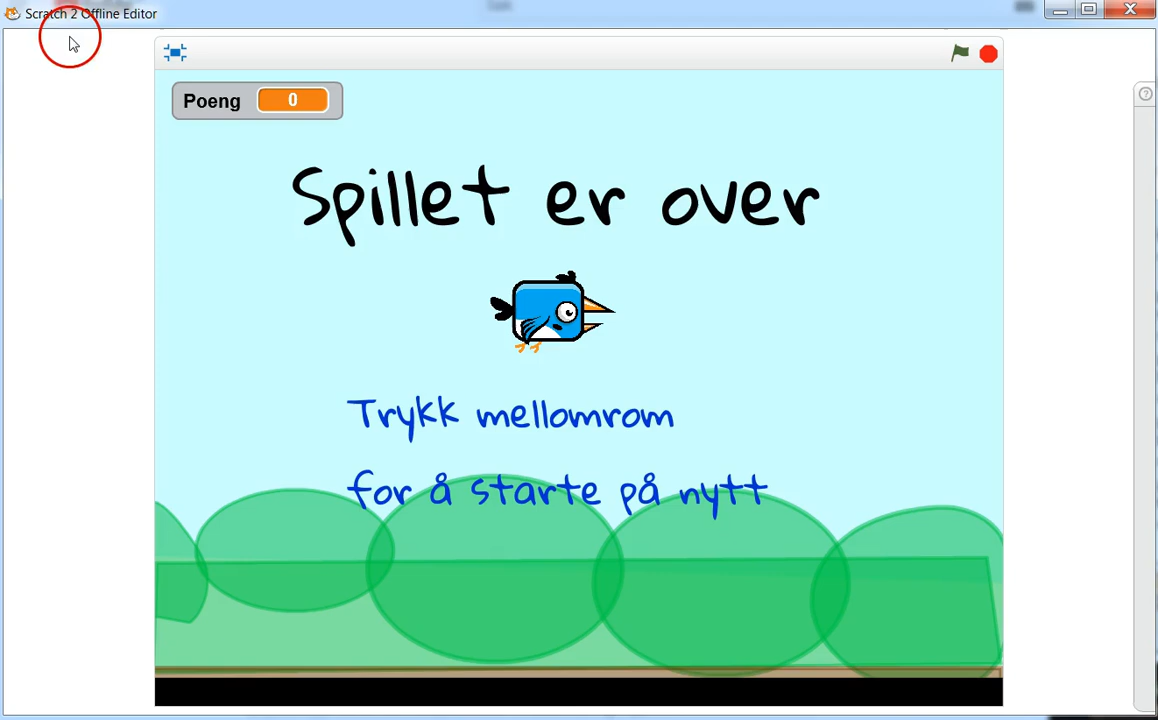 Scratch 2 Offline Editor
Poeng 0
Spillet er over
Trykk mellomrom
for å starte på nytt